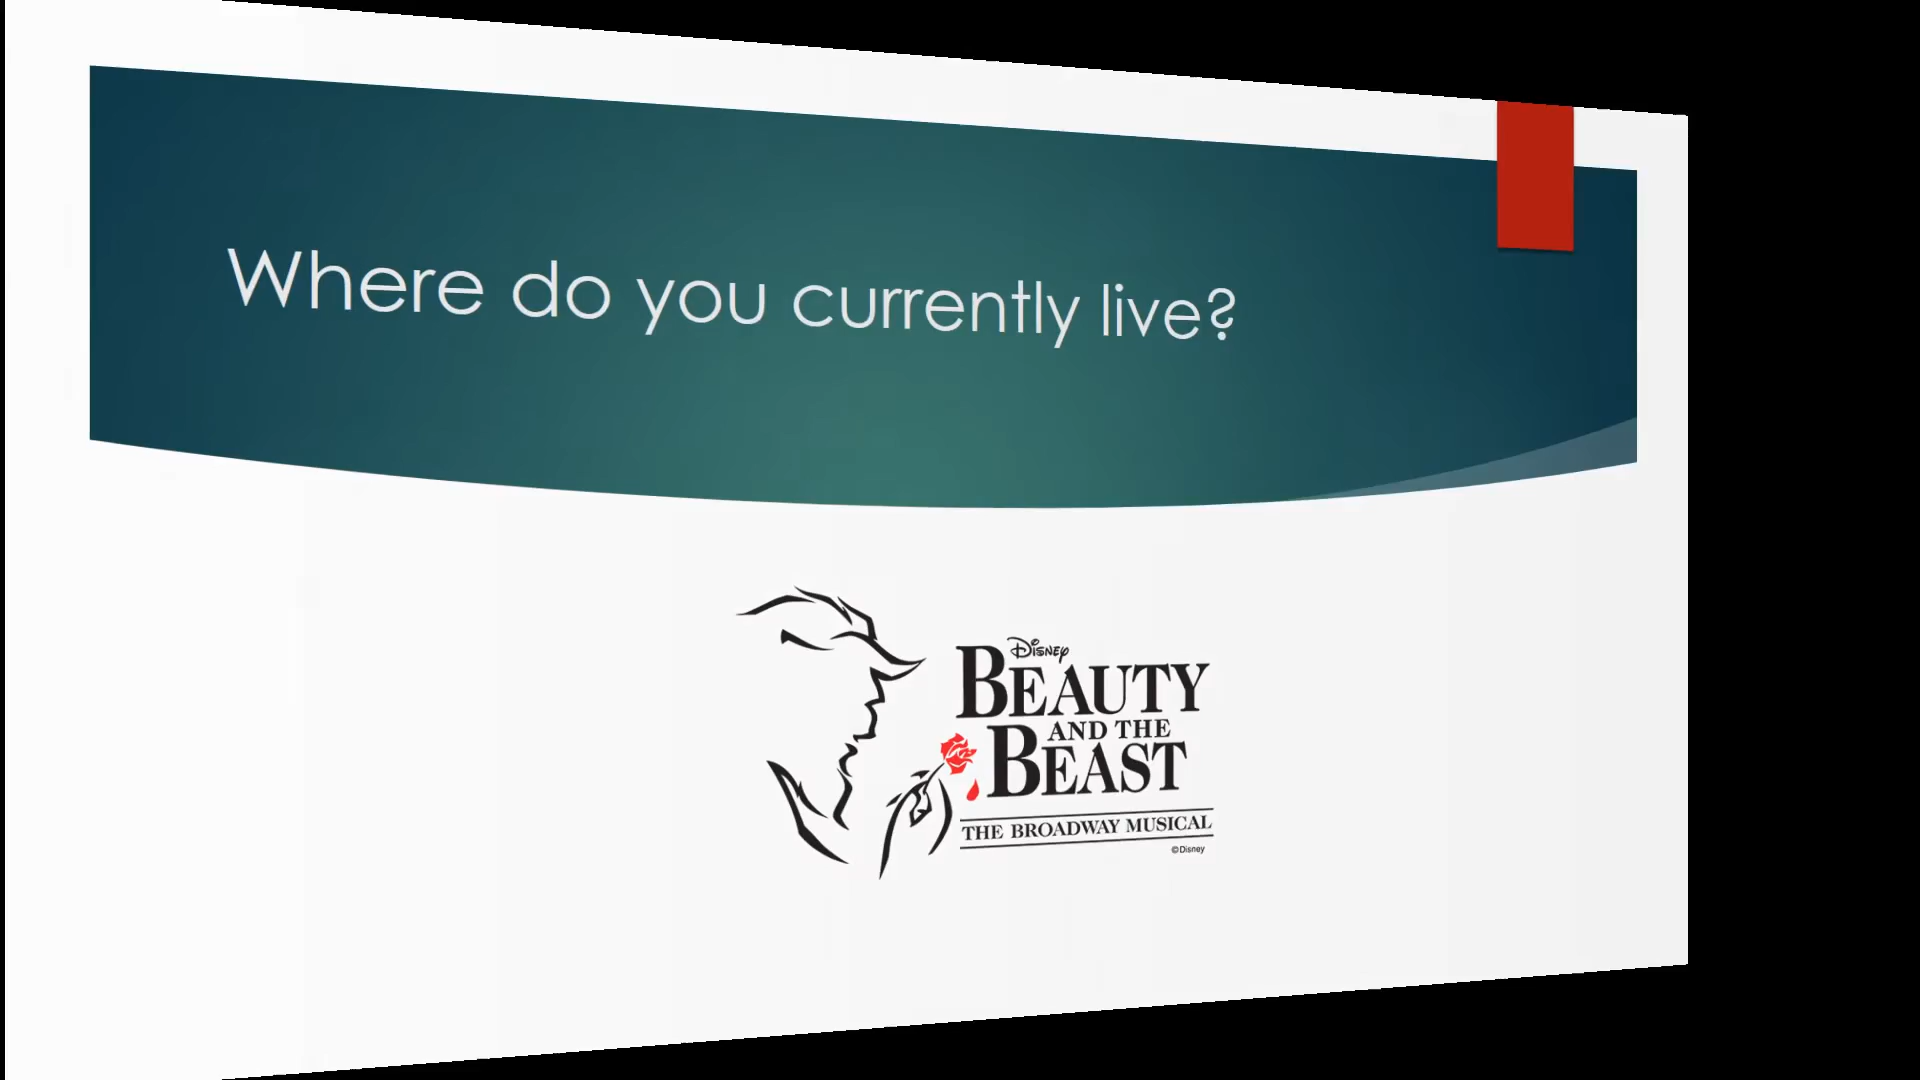 Where do you currently live?
Disney
BEAUTY
AND THE
BEAST
THE BROADWAY MUSICAL
©Disney